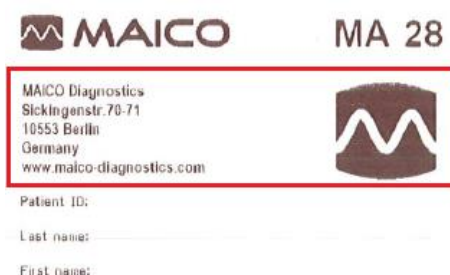 MAICO MA 28
MAICO Diagnostics
Sickingenstr.70-71
10553 Berlin
Germany
www.maico-diagnostics.com
Patient ID:
Last name:
First name: